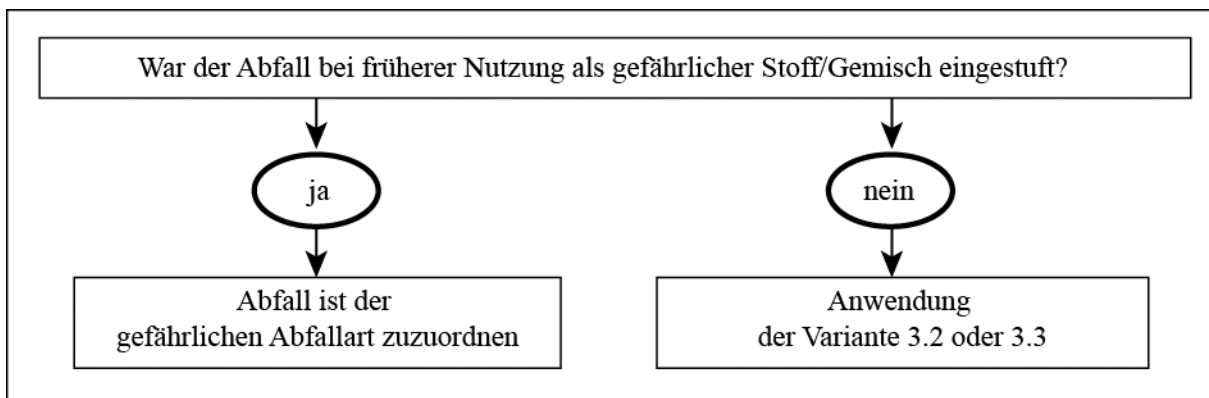 War der Abfall bei früherer Nutzung als gefährlicher Stoff/Gemisch eingestuft?
ja
nein
Abfall ist der
gefährlichen Abfallart zuzuordnen
Anwendung
der Variante 3.2 oder 3.3